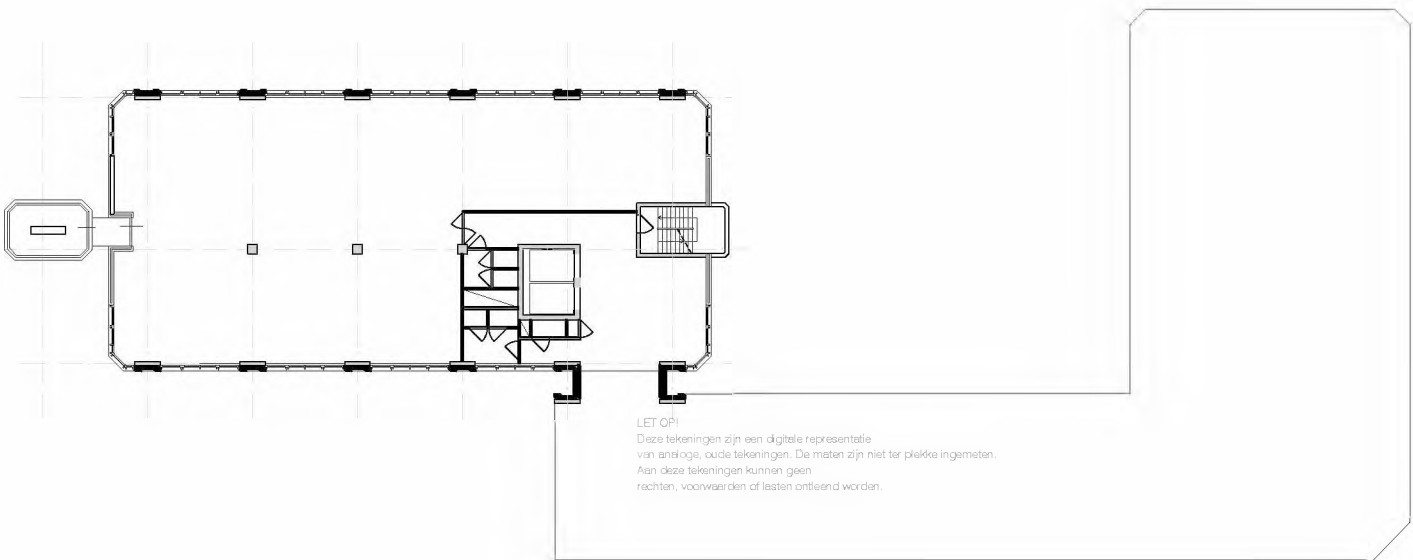 LET OP!
Deze tekeningen zijn een digitale representatie
van analoge, oude tekeningen. De maten zijn niet ter plekke ingemeten.
Aan deze tekeningen kunnen geen
rechten, voorwaarden of lasten ontleend worden.